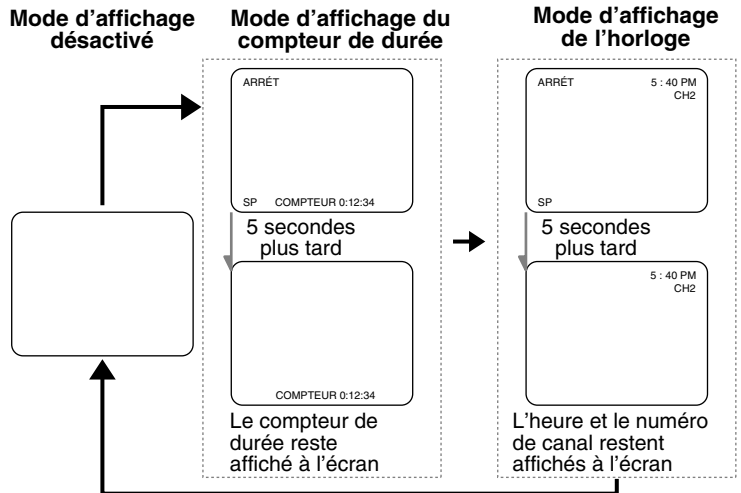 Mode d'affichage
désactivé
Mode d'affichage du
compteur de durée
Mode d'affichage
de l'horloge
ARRÉT
SP COMPTEUR 0:12:34
5 secondes
plus tard
COMPTEUR 0:12:34
Le compteur de
durée reste
affiché à l'écran
ARRÉT 5 : 40 PM
CH2
SP
5 secondes
plus tard
5 : 40 PM
CH2
L'heure et le numéro
de canal restent
affichés à l'écran